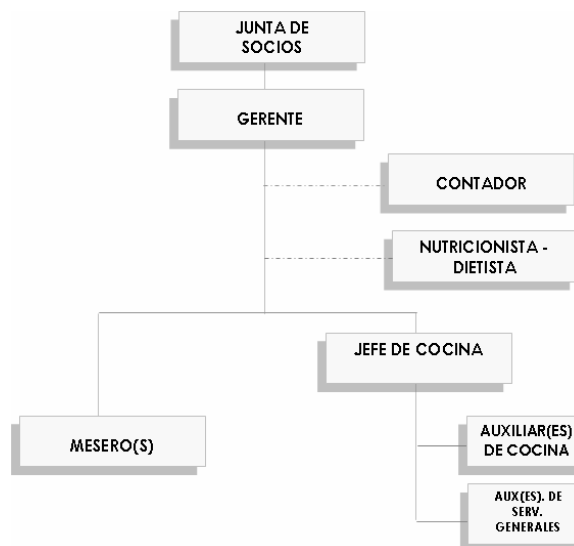 JUNTA DE
SOCIOS
GERENTE
CONTADOR
NUTRICIONISTA -
DIETISTA
JEFE DE COCINA
MESERO(S)
AUXILIAR(ES)
DE COCINA
AUX(ES). DE
SERV.
GENERALES